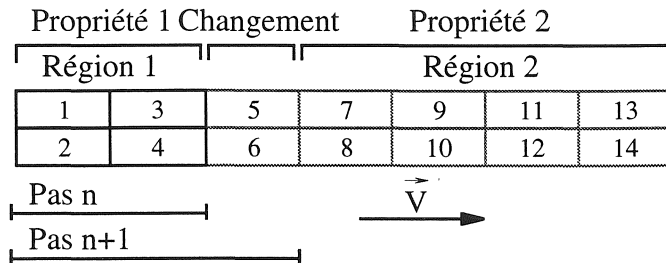 Propriété 1 Changement Propriété 2
Région 1 Région 2
1 3 5 7 9 11 13
2 4 6 8 10 12 14
Pas n
V
Pas n+1